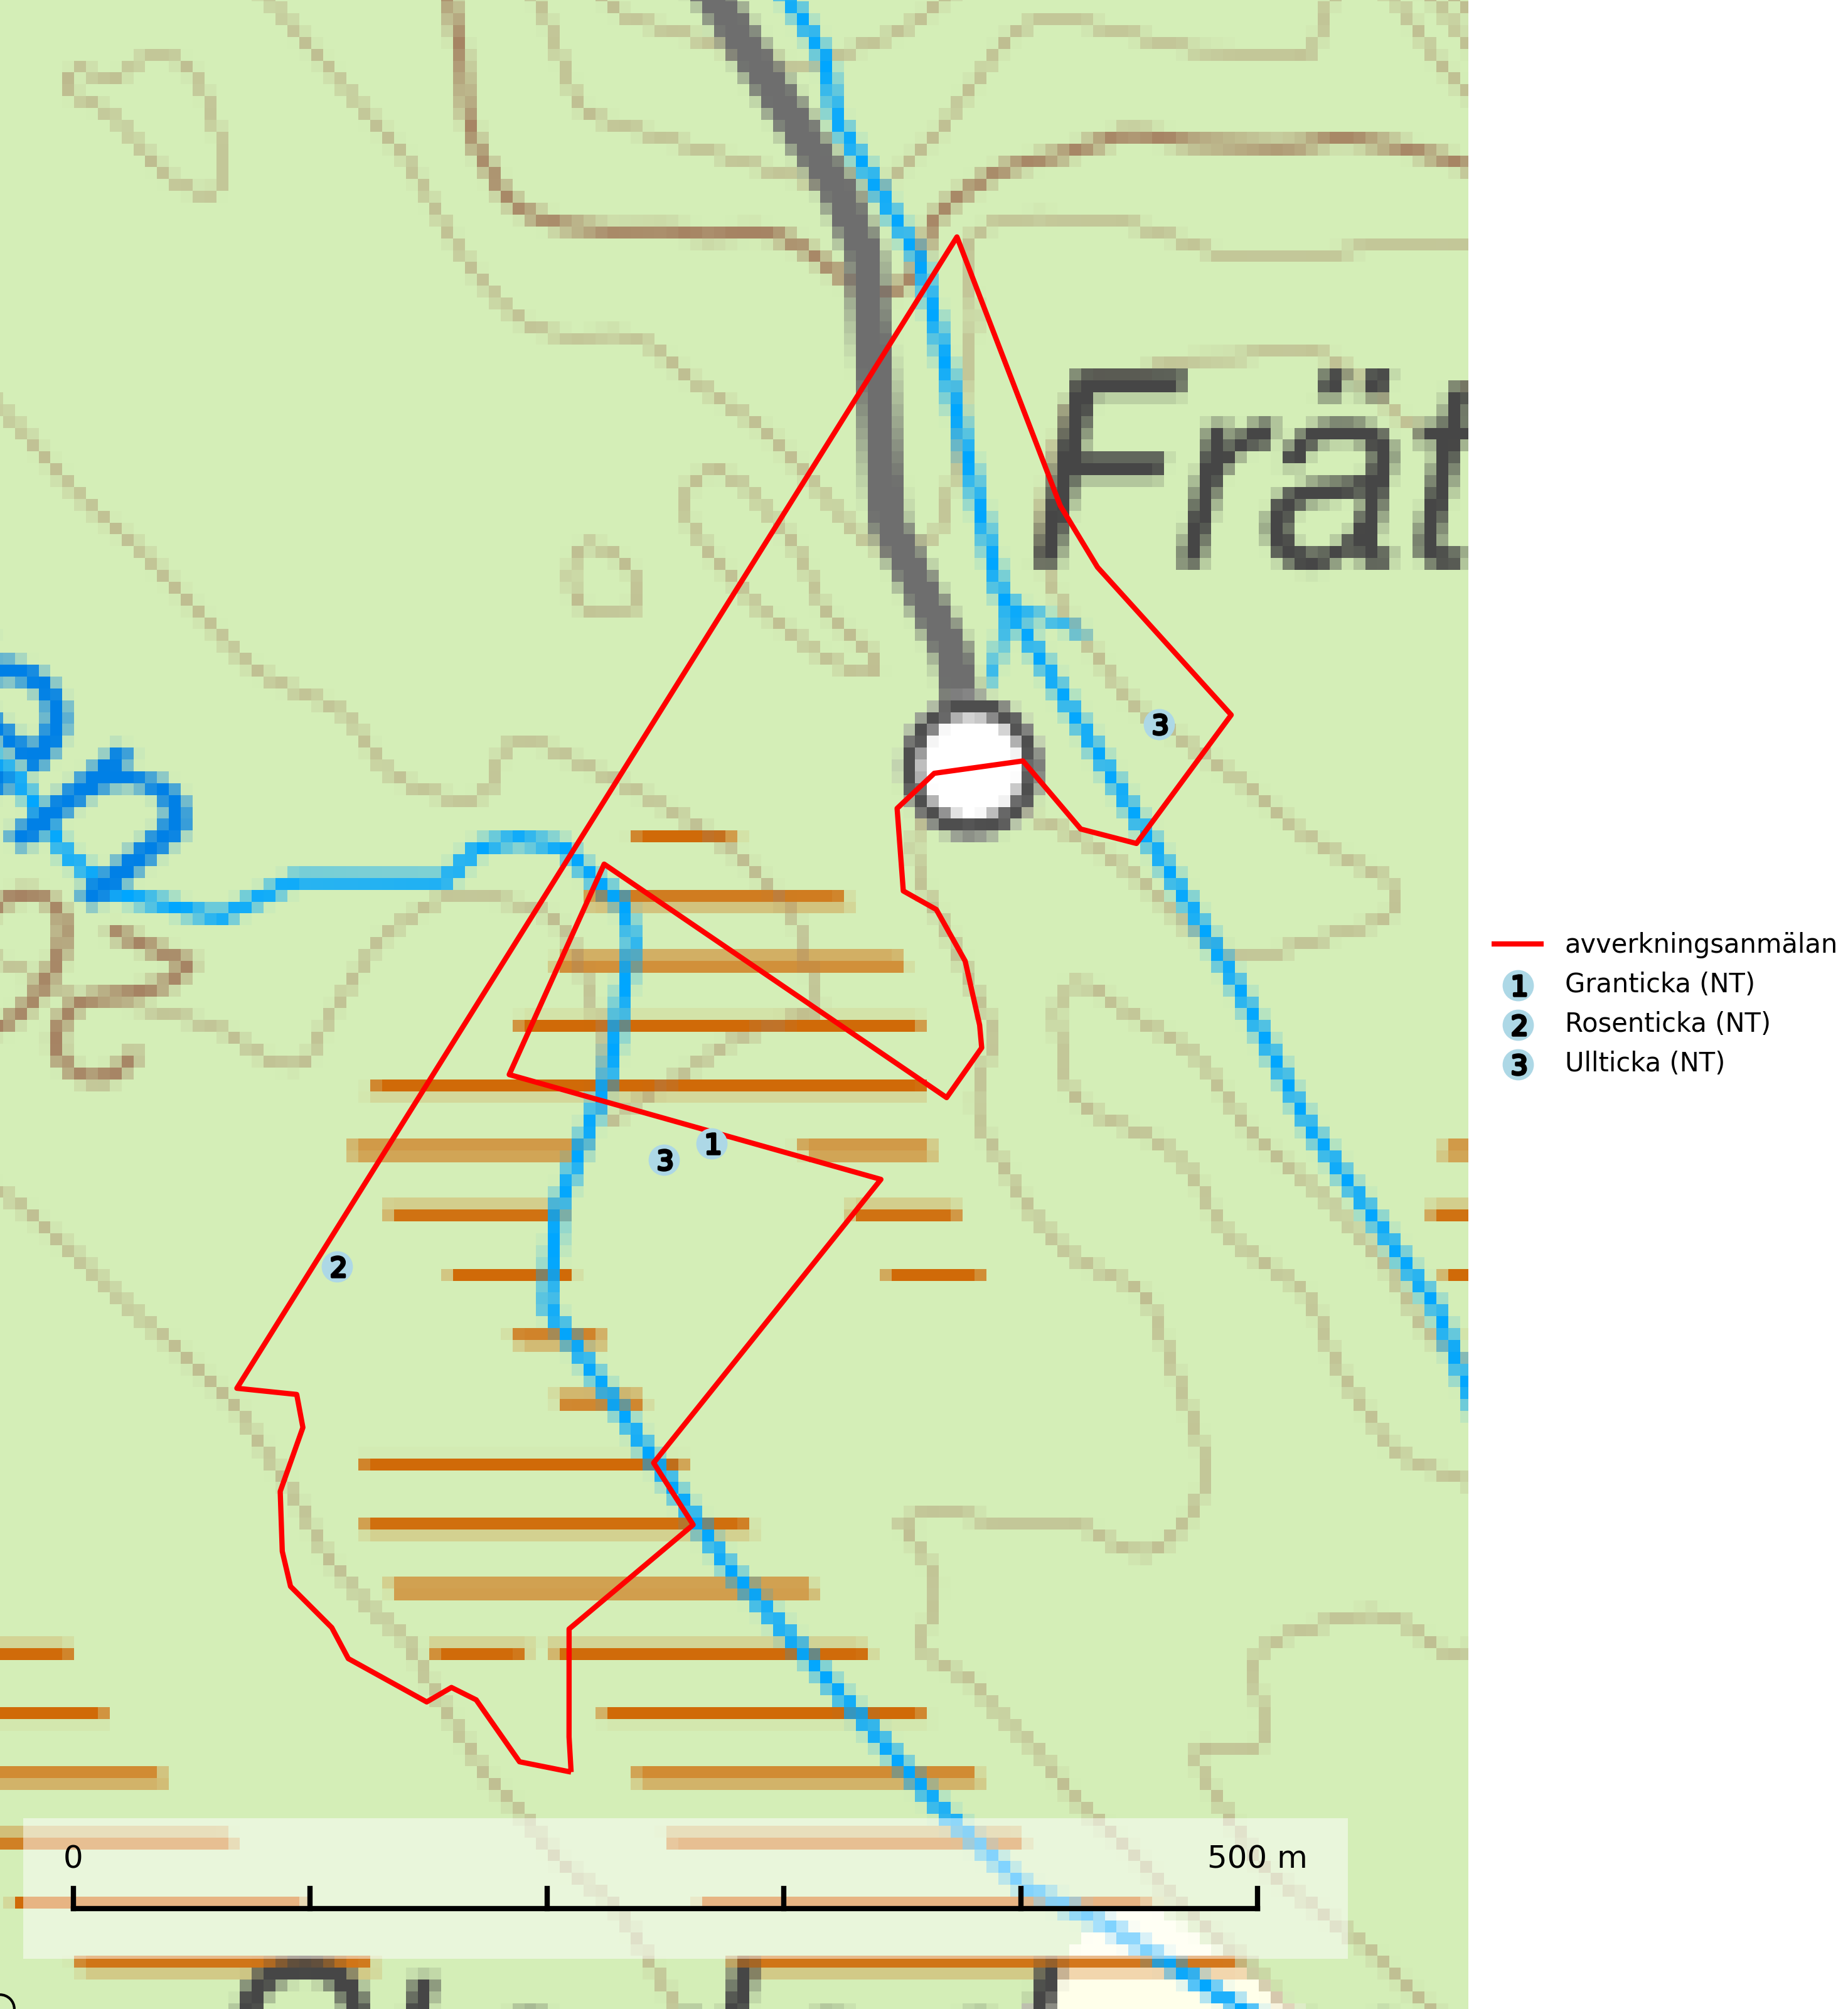 Frät
3
avverkningsanmälan
1 Granticka (NT)
2 Rosenticka (NT)
3 Ullticka (NT)
1
3
2
0 500 m